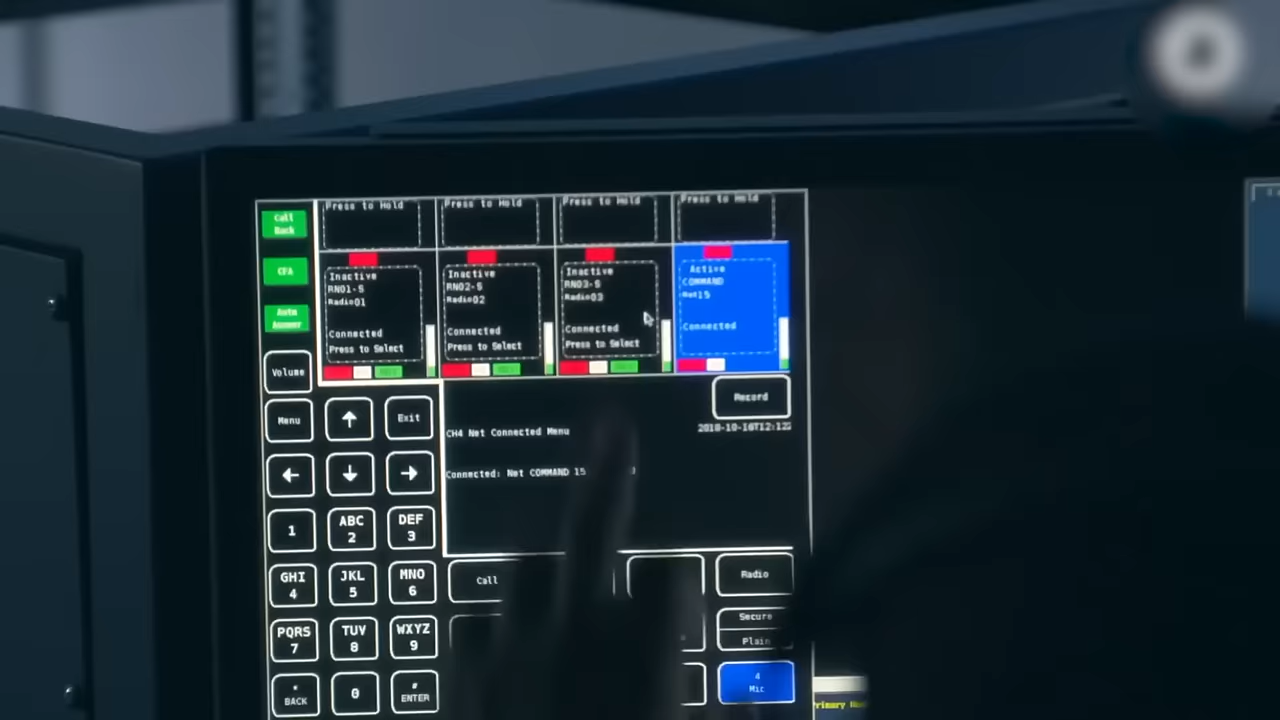 Call
Back
CFA
Auto
Answer
Volume
Press to Hold
Press to Hold
Press to Hold
Press to Hold
Inactive
RN01-S
Radio01
Connected
Press to Select
Inactive
RN02-S
Radio02
Connected
Press to Select
Inactive
RN03-S
Radio03
Connected
Press to Select
Active
COMMAND
Net15
Connected
Record
2018-10-16T12:12
CH4 Net Connected Menu
Connected: Net COMMAND 15
Menu
Exit
1
ABC
2
DEF
3
GHI
4
JKL
5
MNO
6
PQRS
7
TUV
8
WXYZ
9
*
BACK
0
#
ENTER
Call
Radio
Secure
Plain
4
Mic